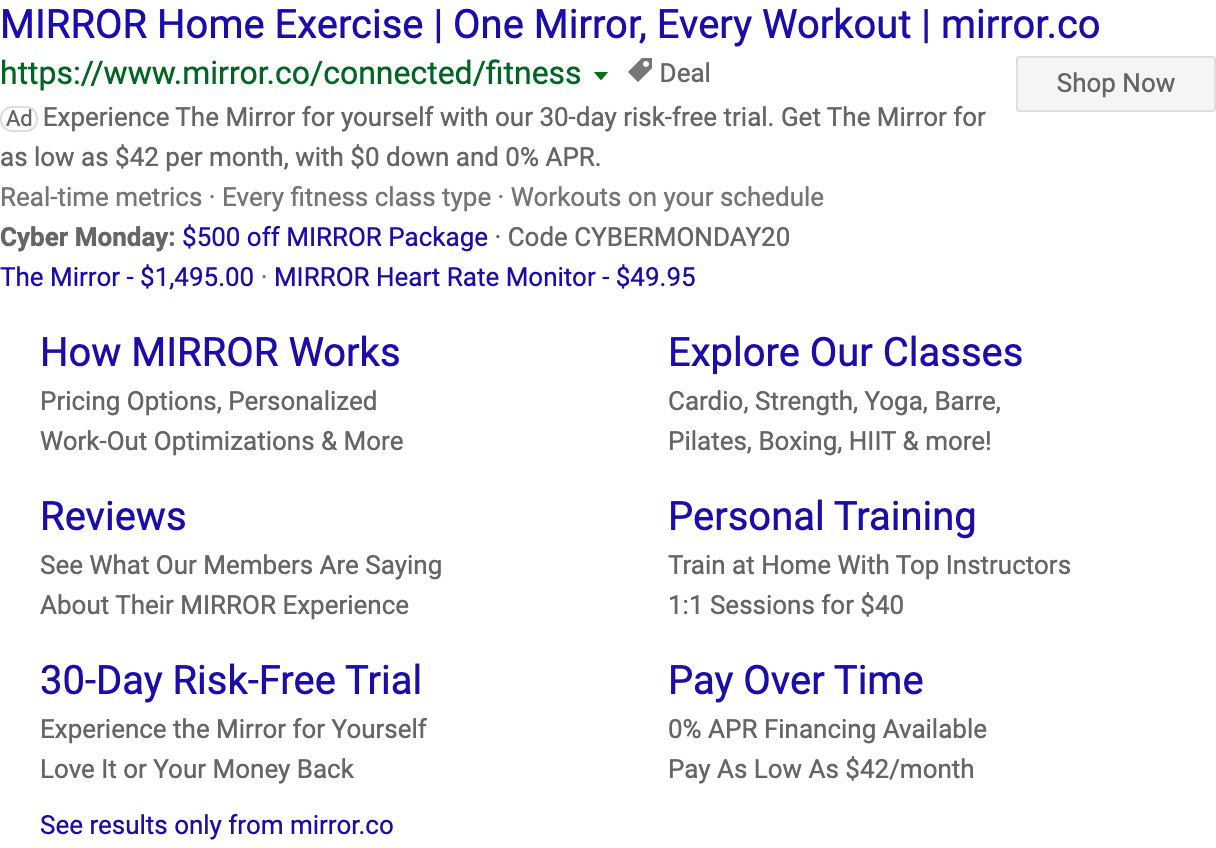 MIRROR Home Exercise | One Mirror, Every Workout | mirror.co
https://www.mirror.co/connected/fitness Deal
Shop Now
Ad Experience The Mirror for yourself with our 30-day risk-free trial. Get The Mirror for
as low as $42 per month, with $0 down and 0% APR.
Real-time metrics · Every fitness class type · Workouts on your schedule
Cyber Monday: $500 off MIRROR Package · Code CYBERMONDAY20
The Mirror - $1,495.00 · MIRROR Heart Rate Monitor - $49.95
How MIRROR Works
Pricing Options, Personalized
Work-Out Optimizations & More
Explore Our Classes
Cardio, Strength, Yoga, Barre,
Pilates, Boxing, HIIT & more!
Reviews
See What Our Members Are Saying
About Their MIRROR Experience
Personal Training
Train at Home With Top Instructors
1:1 Sessions for $40
30-Day Risk-Free Trial
Experience the Mirror for Yourself
Love It or Your Money Back
Pay Over Time
0% APR Financing Available
Pay As Low As $42/month
See results only from mirror.co